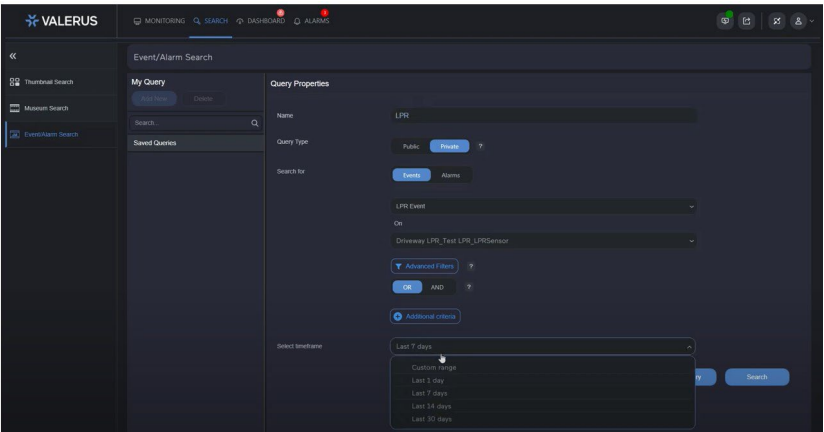 VALERUS
MONITORING SEARCH DASHBOARD ALARMS
Event/Alarm Search
Thumbnail Search
Museum Search
Event/Alarm Search
My Query
Add New Delete
Search...
Saved Queries
Query Properties
Name LPR
Query Type Public Private ?
Search for Events Alarms
LPR Event
On
Driveway LPR_Test LPR_LPRSensor
Advanced Filters ?
OR AND ?
Additional criteria
Select timeframe Last 7 days
Custom range
Last 1 day
Last 7 days
Last 14 days
Last 30 days
ry Search